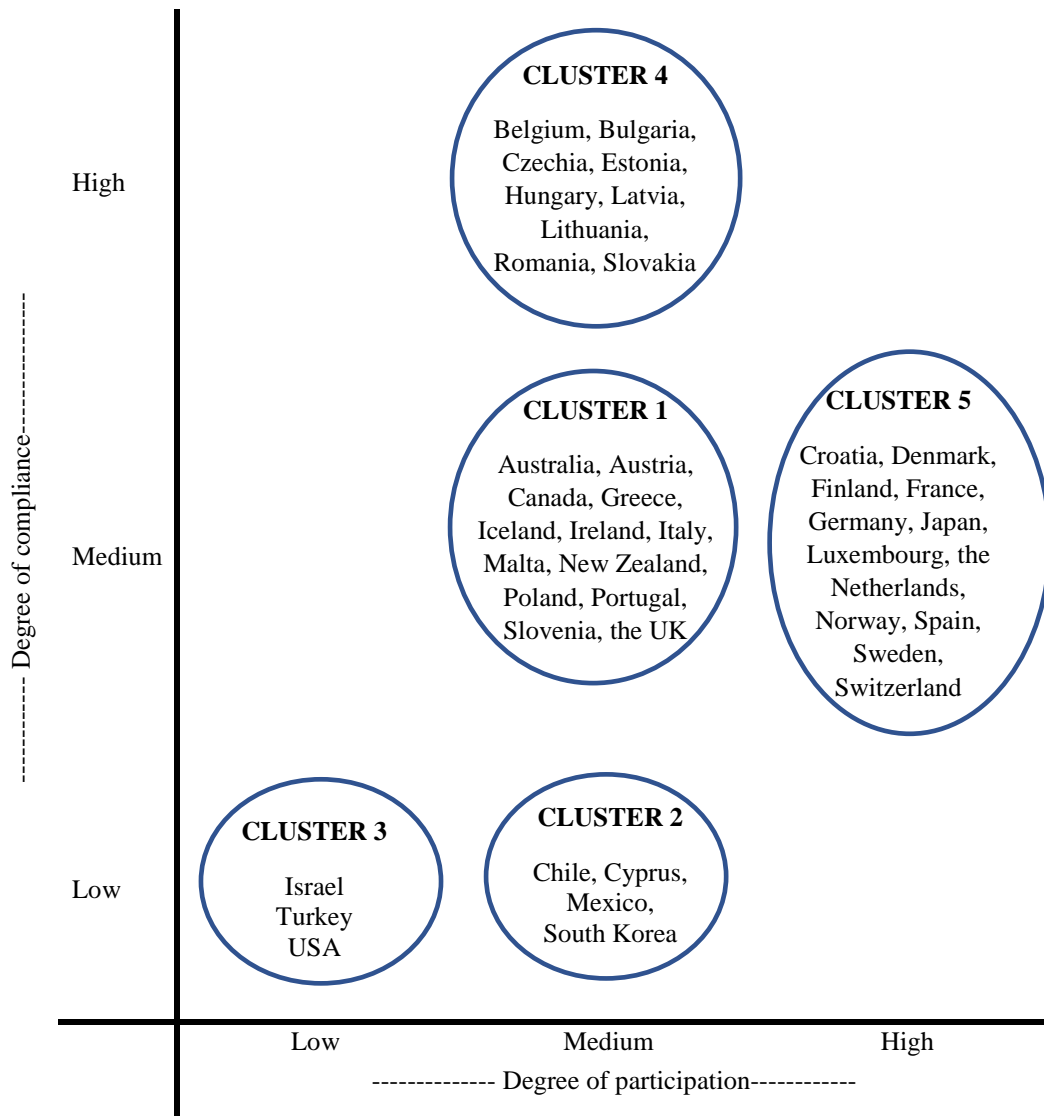 CLUSTER 4
Belgium, Bulgaria,
Czechia, Estonia,
Hungary, Latvia,
Lithuania,
Romania, Slovakia
High
CLUSTER 1
Australia, Austria,
Canada, Greece,
Iceland, Ireland, Italy,
Malta, New Zealand,
Poland, Portugal,
Slovenia, the UK
CLUSTER 5
Croatia, Denmark,
Finland, France,
Germany, Japan,
Luxembourg, the
Netherlands,
Norway, Spain,
Sweden,
Switzerland
Medium
-------- Degree of compliance----------------
CLUSTER 3
Israel
Turkey
USA
CLUSTER 2
Chile, Cyprus,
Mexico,
South Korea
Low
Low
Medium
High
-------------- Degree of participation------------